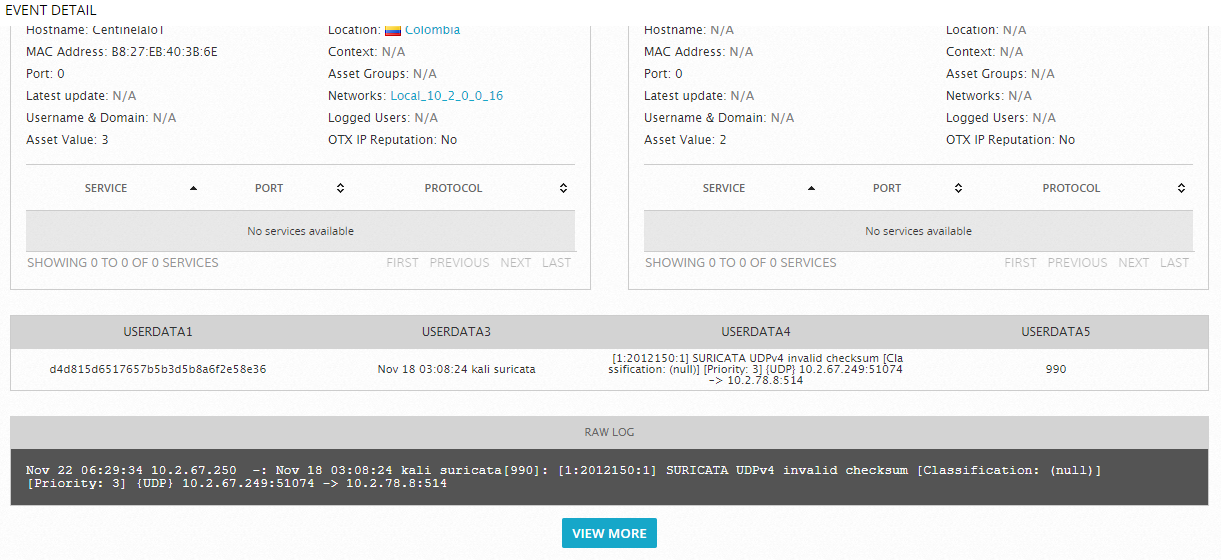 EVENT DETAIL
Hostname: Centinelalo1
Location: Colombia
MAC Address: B8:27:EB:40:3B:6E
Context: N/A
Port: 0
Asset Groups: N/A
Latest update: N/A
Networks: Local_10_2_0_0_16
Username & Domain: N/A
Logged Users: N/A
Asset Value: 3
OTX IP Reputation: No
SERVICE PORT PROTOCOL
No services available
SHOWING 0 TO 0 OF 0 SERVICES
FIRST PREVIOUS NEXT LAST
Hostname: N/A
Location: N/A
MAC Address: N/A
Context: N/A
Port: 0
Asset Groups: N/A
Latest update: N/A
Networks: N/A
Username & Domain: N/A
Logged Users: N/A
Asset Value: 2
OTX IP Reputation: No
SERVICE PORT PROTOCOL
No services available
SHOWING 0 TO 0 OF 0 SERVICES
FIRST PREVIOUS NEXT LAST
USERDATA1 USERDATA3 USERDATA4 USERDATA5
d4d815d6517657b5b3d5b8a6f2e58e36
Nov 18 03:08:24 kali suricata
[1:2012150:1] SURICATA UDPv4 invalid checksum [Cla
ssification: (null)] [Priority: 3] {UDP} 10.2.67.249:51074
-> 10.2.78.8:514
990
RAW LOG
Nov 22 06:29:34 10.2.67.250 -: Nov 18 03:08:24 kali suricata[990]: [1:2012150:1] SURICATA UDPv4 invalid checksum [Classification: (null)]
[Priority: 3] {UDP} 10.2.67.249:51074 -> 10.2.78.8:514
VIEW MORE